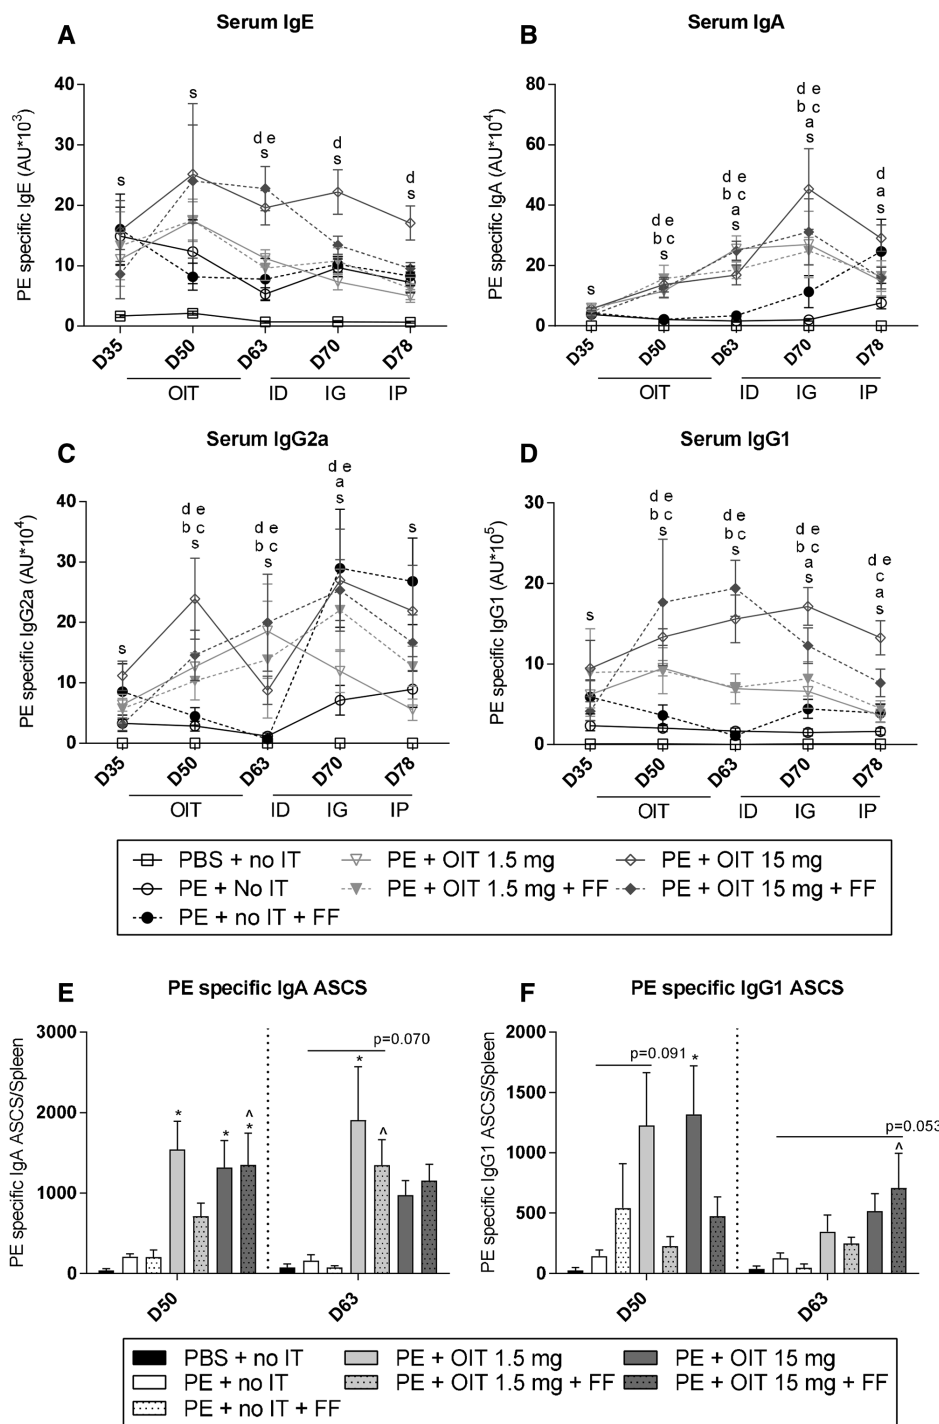 A
Serum IgE
PE specific IgE (AU*10³)
40
30
20
10
0
s
s
d e
s
d
s
d
s
D35
D50
D63
D70
D78
OIT
ID
IG
IP
B
Serum IgA
PE specific IgA (AU*10⁴)
80
60
40
20
0
s
d e
b c
s
d e
b c
a s
d e
b c
a
s
d
a
s
D35
D50
D63
D70
D78
OIT
ID
IG
IP
C
Serum IgG2a
PE specific IgG2a (AU*10⁴)
40
30
20
10
0
s
d e
b c
s
d e
b c
s
d e
a
s
s
D35
D50
D63
D70
D78
OIT
ID
IG
IP
D
Serum IgG1
PE specific IgG1 (AU*10⁵)
30
20
10
0
s
d e
b c
s
d e
b c
s
d e
b c
a
s
d e
c
a
s
D35
D50
D63
D70
D78
OIT
ID
IG
IP
PBS + no IT
PE + OIT 1.5 mg
PE + OIT 15 mg
PE + No IT
PE + OIT 1.5 mg + FF
PE + OIT 15 mg + FF
PE + no IT + FF
E
PE specific IgA ASCS
PE specific IgA ASCS/Spleen
3000
2000
1000
0
*
*
^
*
p=0.070
*
^
D50
D63
F
PE specific IgG1 ASCS
PE specific IgG1 ASCS/Spleen
2000
1500
1000
500
0
p=0.091
*
p=0.053
^
D50
D63
PBS + no IT
PE + OIT 1.5 mg
PE + OIT 15 mg
PE + no IT
PE + OIT 1.5 mg + FF
PE + OIT 15 mg + FF
PE + no IT + FF